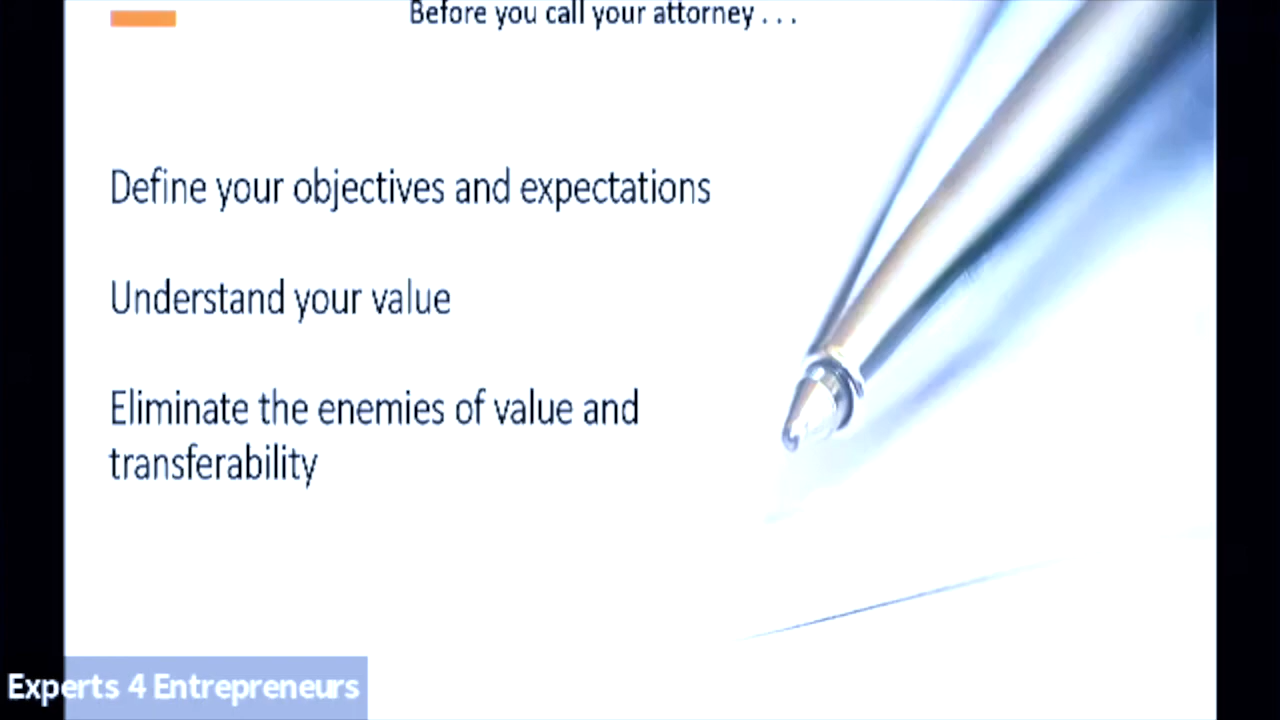 Before you call your attorney . . .
Define your objectives and expectations
Understand your value
Eliminate the enemies of value and
transferability
Experts 4 Entrepreneurs